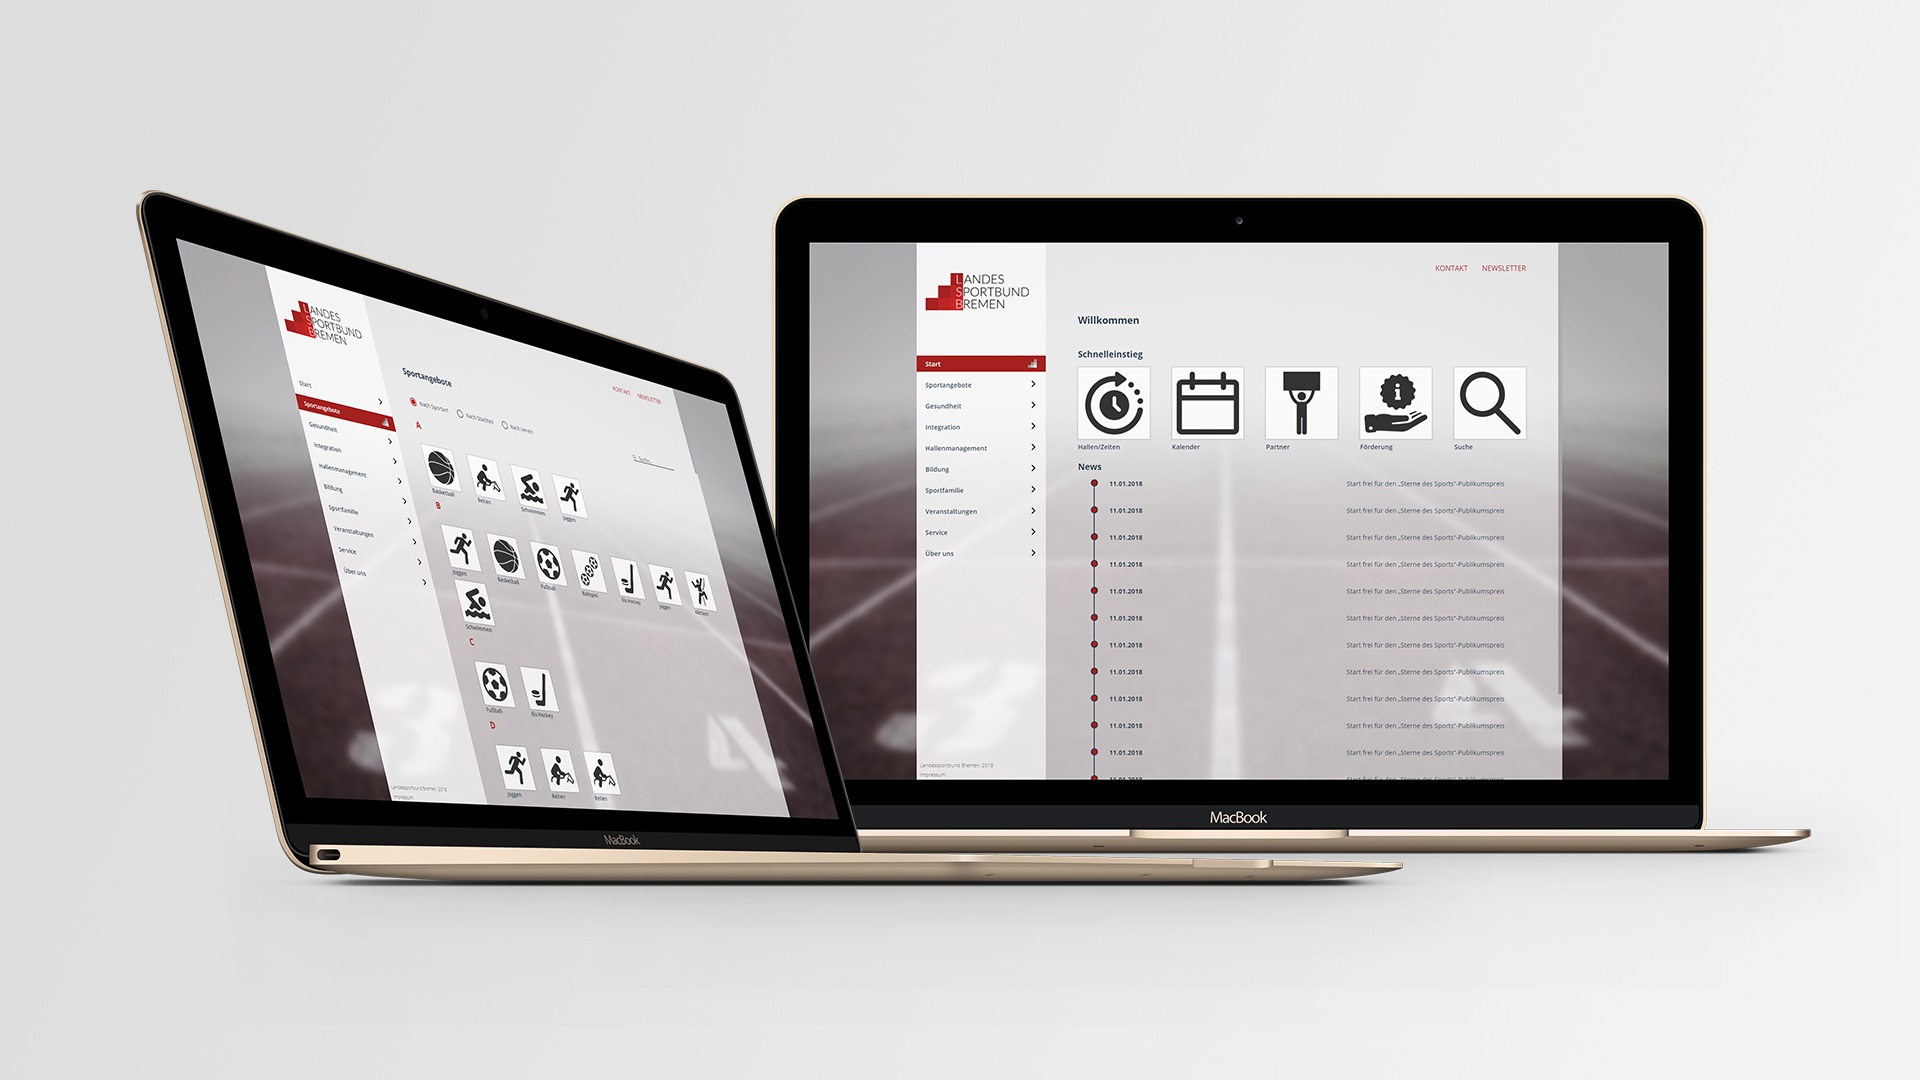 LANDES
SPORTBUND
BREMEN
Start
Sportangebote
Gesundheit
Integration
Hallenmanagement
Bildung
Sportfamilie
Veranstaltungen
Service
Über uns
Landessportbund Bremen, 2018
Impressum
KONTAKT NEWSLETTER
Sportangebote
Nach Sportart Nach Stadtteil Nach Verein
Suche
A
Basketball Reiten Schwimmen Joggen
B
Joggen Basketball Fußball Ballspiel Eis Hockey Joggen Klettern
Schwimmen
C
Fußball Eis Hockey
D
Joggen Reiten Reiten
MacBook
LANDES
SPORTBUND
BREMEN
Start
Sportangebote
Gesundheit
Integration
Hallenmanagement
Bildung
Sportfamilie
Veranstaltungen
Service
Über uns
Landessportbund Bremen, 2018
Impressum
KONTAKT NEWSLETTER
Willkommen
Schnelleinstieg
Hallen/Zeiten Kalender Partner Förderung Suche
News
11.01.2018 Start frei für den „Sterne des Sports“-Publikumspreis
11.01.2018 Start frei für den „Sterne des Sports“-Publikumspreis
11.01.2018 Start frei für den „Sterne des Sports“-Publikumspreis
11.01.2018 Start frei für den „Sterne des Sports“-Publikumspreis
11.01.2018 Start frei für den „Sterne des Sports“-Publikumspreis
11.01.2018 Start frei für den „Sterne des Sports“-Publikumspreis
11.01.2018 Start frei für den „Sterne des Sports“-Publikumspreis
11.01.2018 Start frei für den „Sterne des Sports“-Publikumspreis
11.01.2018 Start frei für den „Sterne des Sports“-Publikumspreis
11.01.2018 Start frei für den „Sterne des Sports“-Publikumspreis
11.01.2018 Start frei für den „Sterne des Sports“-Publikumspreis
MacBook